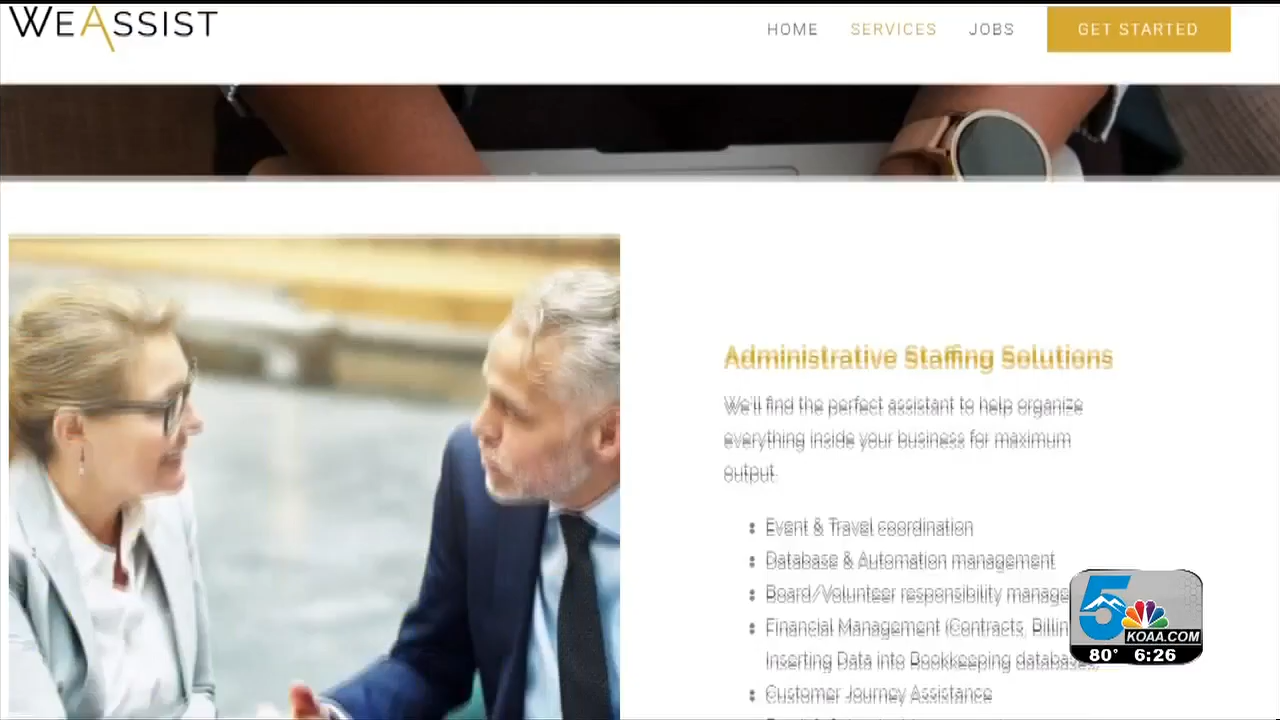 WEASSIST
HOME SERVICES JOBS GET STARTED
Administrative Staffing Solutions
We'll find the perfect assistant to help organize
everything inside your business for maximum
output.
Event & Travel coordination
Database & Automation management
Board/Volunteer responsibility manage
Financial Management (Contracts, Billin
Inserting Data into Bookkeeping databases,
Customer Journey Assistance
5
KOAA.COM
80° 6:26